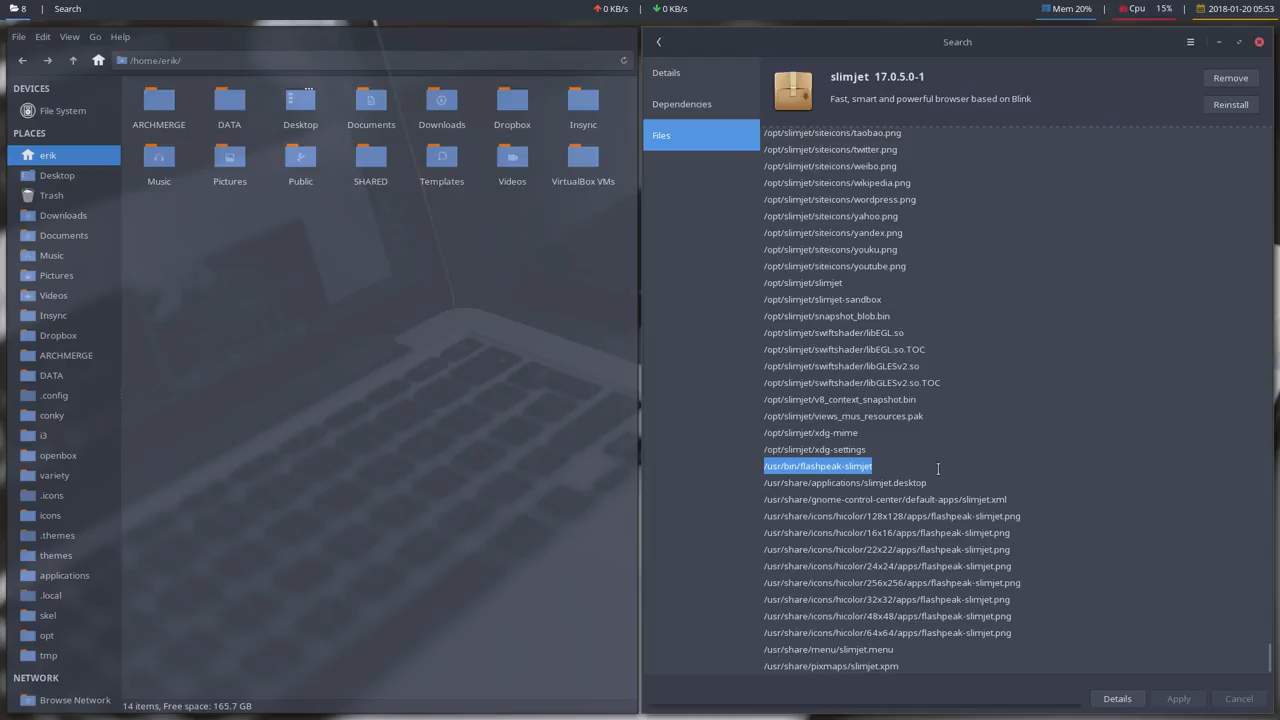 8 Search 0 KB/s 0 KB/s Mem 20% Cpu 15% 2018-01-20 05:53
File Edit View Go Help
/home/erik/
DEVICES
File System
PLACES
erik
Desktop
Trash
Downloads
Documents
Music
Pictures
Videos
Insync
Dropbox
ARCHMERGE
DATA
.config
conky
i3
openbox
variety
.icons
icons
.themes
themes
applications
.local
skel
opt
tmp
NETWORK
Browse Network
ARCHMERGE DATA Desktop Documents Downloads Dropbox Insync
Music Pictures Public SHARED Templates Videos VirtualBox VMs
14 items, Free space: 165.7 GB
Search
Details
Dependencies
Files
slimjet 17.0.5.0-1
Fast, smart and powerful browser based on Blink
Remove
Reinstall
/opt/slimjet/siteicons/taobao.png
/opt/slimjet/siteicons/twitter.png
/opt/slimjet/siteicons/weibo.png
/opt/slimjet/siteicons/wikipedia.png
/opt/slimjet/siteicons/wordpress.png
/opt/slimjet/siteicons/yahoo.png
/opt/slimjet/siteicons/yandex.png
/opt/slimjet/siteicons/youku.png
/opt/slimjet/siteicons/youtube.png
/opt/slimjet/slimjet
/opt/slimjet/slimjet-sandbox
/opt/slimjet/snapshot_blob.bin
/opt/slimjet/swiftshader/libEGL.so
/opt/slimjet/swiftshader/libEGL.so.TOC
/opt/slimjet/swiftshader/libGLESv2.so
/opt/slimjet/swiftshader/libGLESv2.so.TOC
/opt/slimjet/v8_context_snapshot.bin
/opt/slimjet/views_mus_resources.pak
/opt/slimjet/xdg-mime
/opt/slimjet/xdg-settings
/usr/bin/flashpeak-slimjet
/usr/share/applications/slimjet.desktop
/usr/share/gnome-control-center/default-apps/slimjet.xml
/usr/share/icons/hicolor/128x128/apps/flashpeak-slimjet.png
/usr/share/icons/hicolor/16x16/apps/flashpeak-slimjet.png
/usr/share/icons/hicolor/22x22/apps/flashpeak-slimjet.png
/usr/share/icons/hicolor/24x24/apps/flashpeak-slimjet.png
/usr/share/icons/hicolor/256x256/apps/flashpeak-slimjet.png
/usr/share/icons/hicolor/32x32/apps/flashpeak-slimjet.png
/usr/share/icons/hicolor/48x48/apps/flashpeak-slimjet.png
/usr/share/icons/hicolor/64x64/apps/flashpeak-slimjet.png
/usr/share/menu/slimjet.menu
/usr/share/pixmaps/slimjet.xpm
Details Apply Cancel